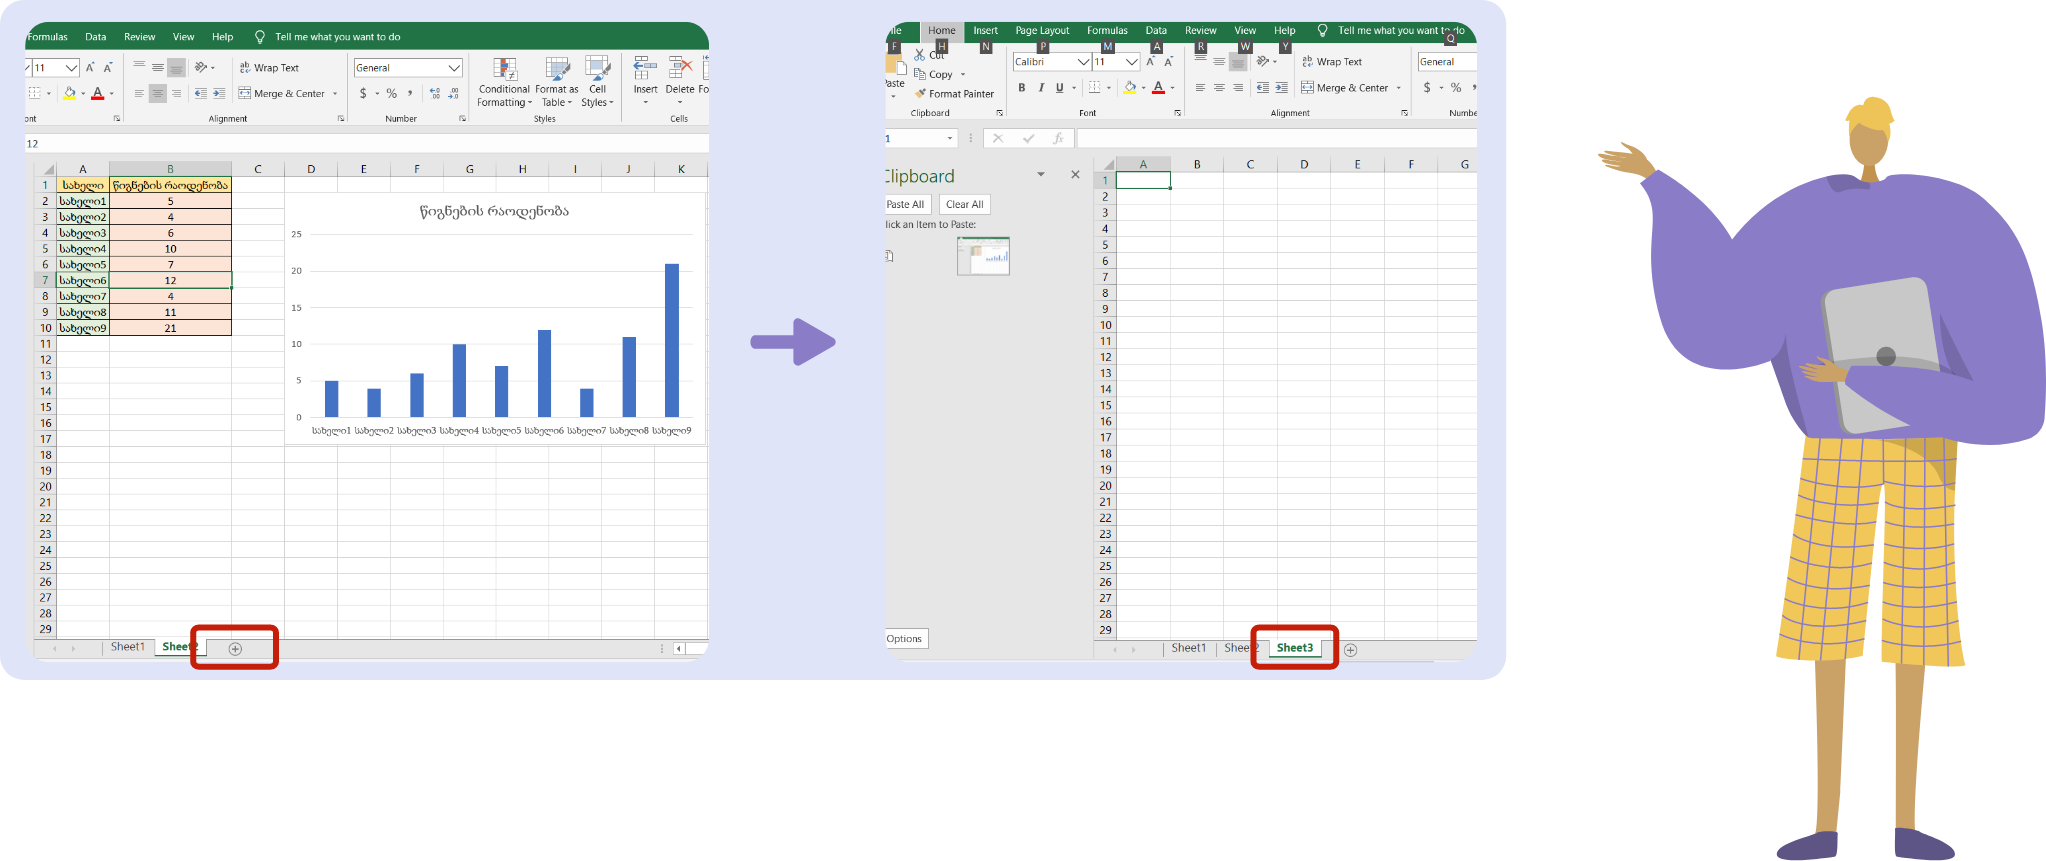 Formulas Data Review View Help Tell me what you want to do
11 Wrap Text General
Merge & Center $ % , Conditional Formatting Format as Table Cell Styles Insert Delete
Alignment Number Styles Cells
12
A B C D E F G H I J K
1 სახელი წიგნების რაოდენობა
2 სახელი1 5
3 სახელი2 4
4 სახელი3 6
5 სახელი4 10
6 სახელი5 7
7 სახელი6 12
8 სახელი7 4
9 სახელი8 11
10 სახელი9 21
11
12
13
14
15
16
17
18
19
20
21
22
23
24
25
26
27
28
29
წიგნების რაოდენობა
25
20
15
10
5
0
სახელი1 სახელი2 სახელი3 სახელი4 სახელი5 სახელი6 სახელი7 სახელი8 სახელი9
Sheet1 Sheet2
Home Insert Page Layout Formulas Data Review View Help Tell me what you want to do
F H N P M A R W Y Q
Cut Calibri 11 Wrap Text General
Paste Copy
Format Painter B I U Merge & Center $ %
Clipboard Font Alignment
1 fx
Clipboard
Paste All Clear All
Click an Item to Paste:
Options
A B C D E F G
1
2
3
4
5
6
7
8
9
10
11
12
13
14
15
16
17
18
19
20
21
22
23
24
25
26
27
28
29
Sheet1 Sheet2 Sheet3